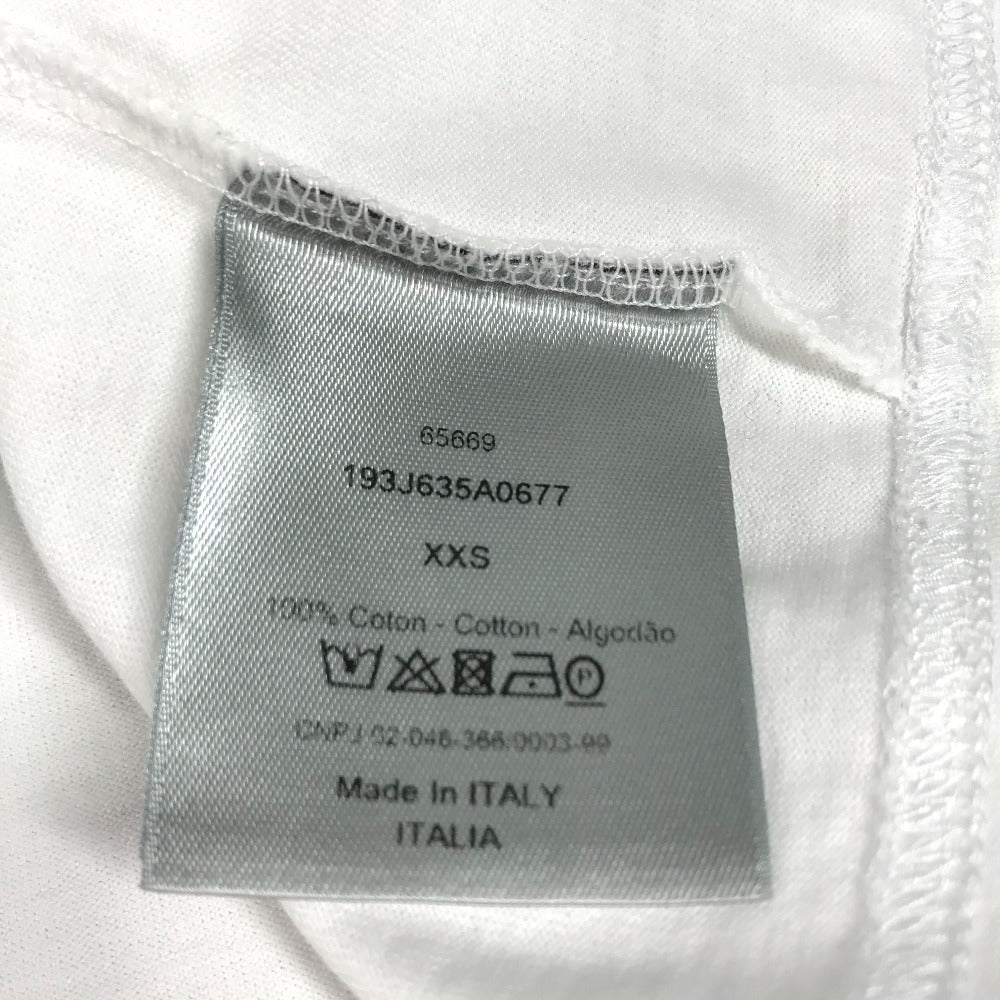 65669
193J635A0677
XXS
100% Coton - Cotton - Algodão
P
CNPJ 02-046-366/0003-99
Made In ITALY
ITALIA